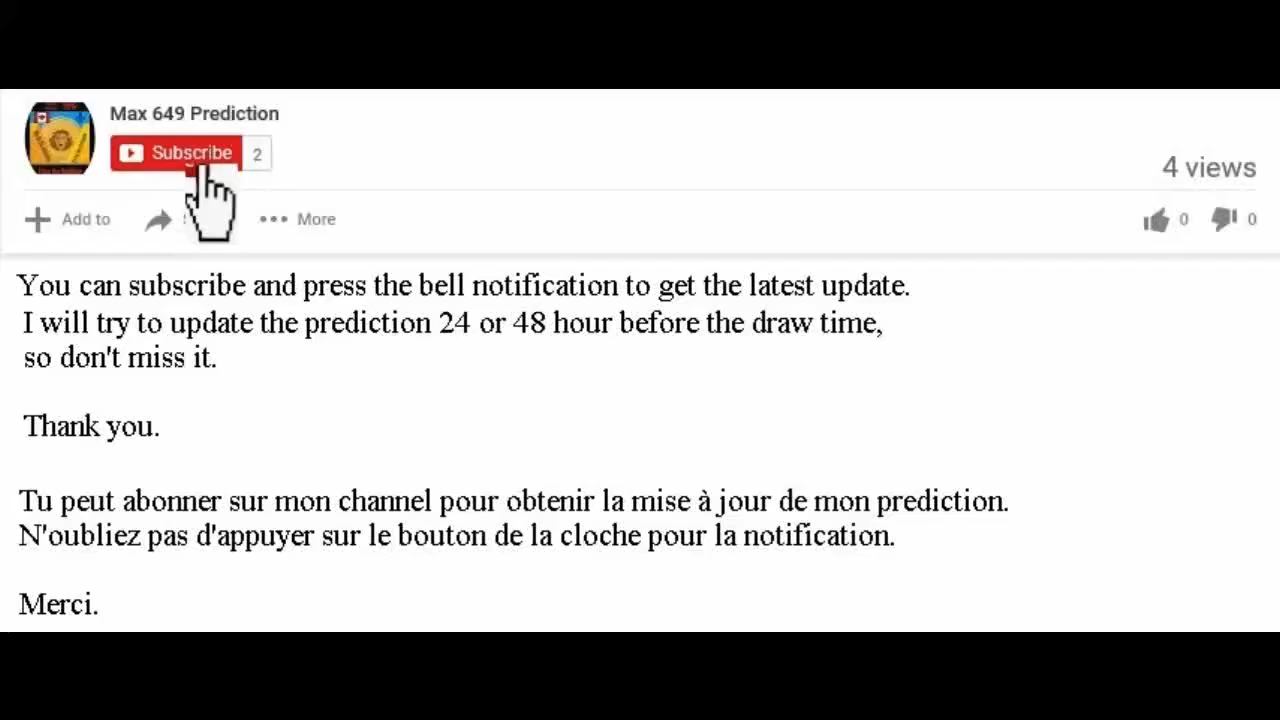 Max 649 Prediction
Subscribe 2
4 views
Add to
More
0 0
You can subscribe and press the bell notification to get the latest update.
I will try to update the prediction 24 or 48 hour before the draw time,
so don't miss it.
Thank you.
Tu peut abonner sur mon channel pour obtenir la mise à jour de mon prediction.
N'oubliez pas d'appuyer sur le bouton de la cloche pour la notification.
Merci.